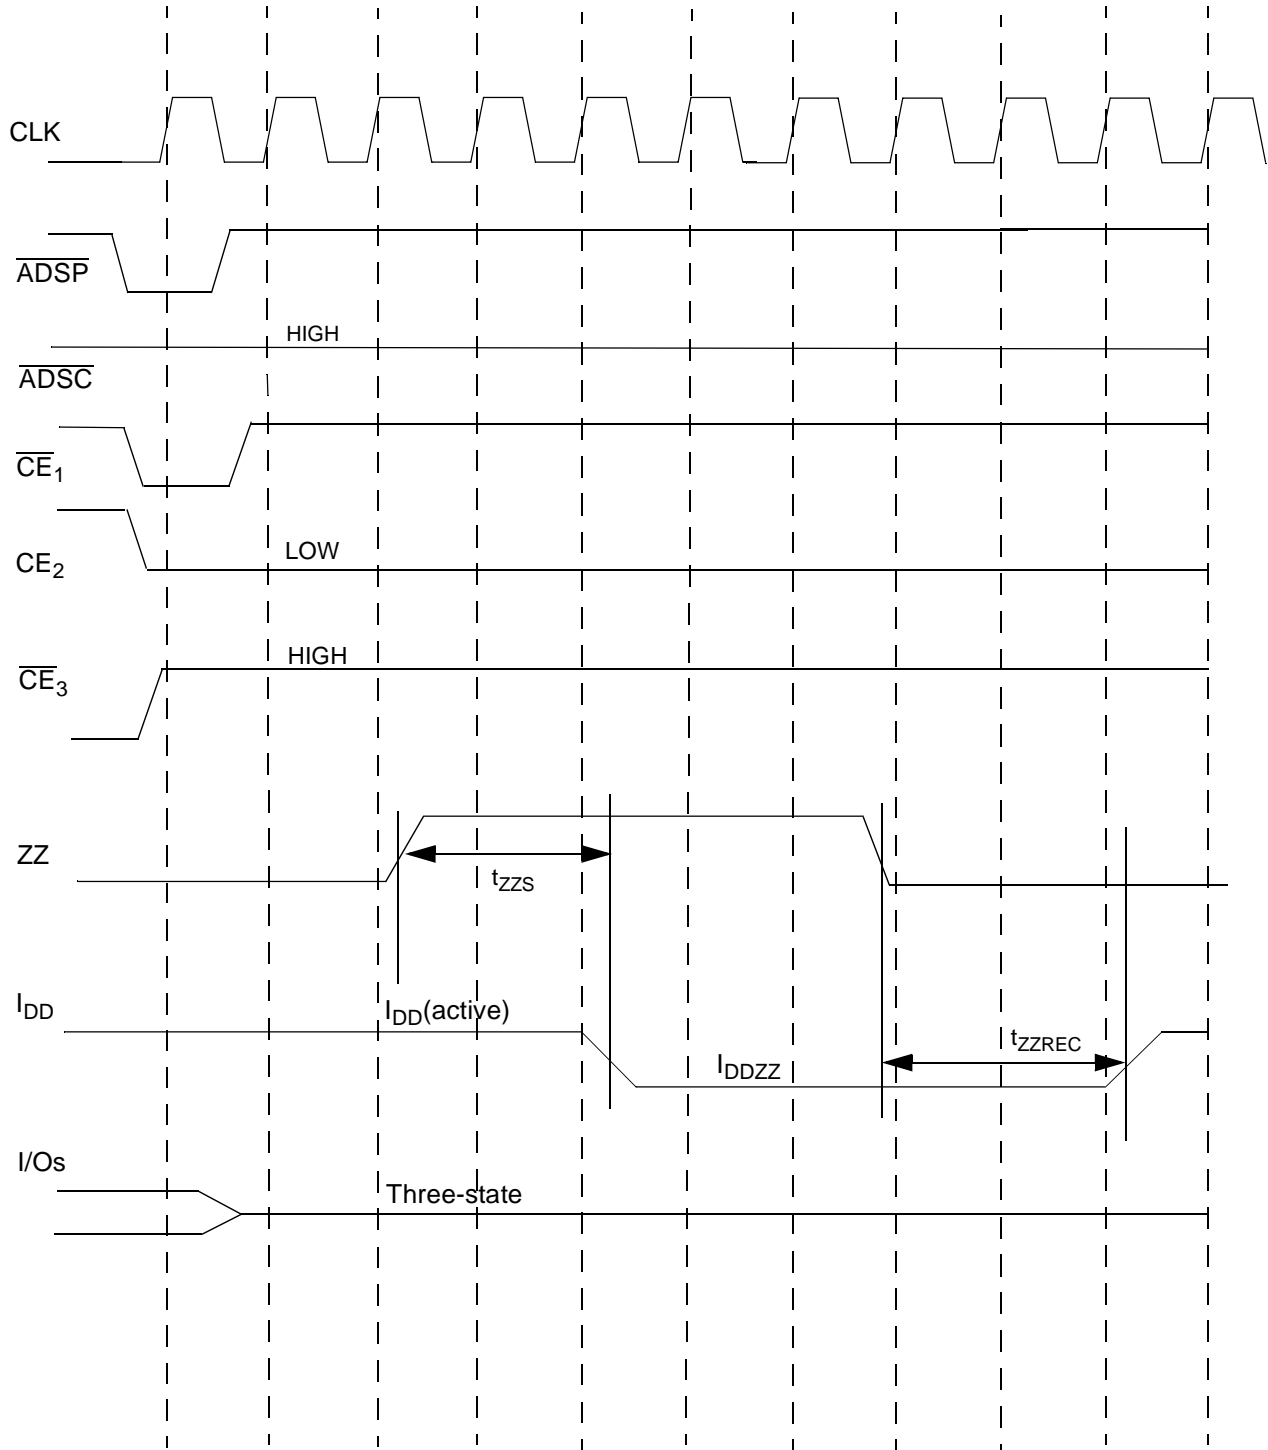 CLK
ADSP
HIGH
ADSC
CE1
LOW
CE2
HIGH
CE3
ZZ
tZZS
IDD
IDD(active)
tZZREC
IDDZZ
I/Os
Three-state